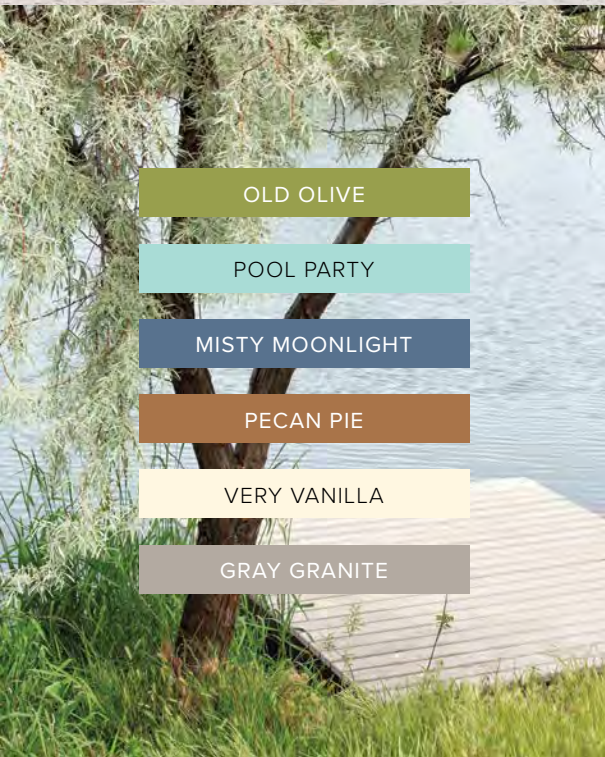 OLD OLIVE
POOL PARTY
MISTY MOONLIGHT
PECAN PIE
VERY VANILLA
GRAY GRANITE